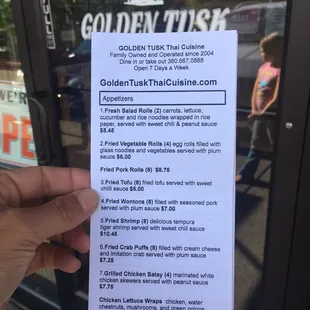 GOLDEN TUSK
GOLDEN TUSK Thai Cuisine
Family Owned and Operated since 2004
Dine in or take out 360.667.0888
Open 7 Days a Week
GoldenTuskThaiCuisine.com
Appetizers
1.Fresh Salad Rolls (2) carrots, lettuce,
cucumber and rice noodles wrapped in rice
paper, served with sweet chili & peanut sauce
$5.45
2.Fried Vegetable Rolls (4) egg rolls filled with
glass noodles and vegetables served with plum
sauce $6.00
Fried Pork Rolls $8.75
3.Fried Tofu (8) fried tofu served with sweet
chili sauce $5.00
4.Fried Wontons (8) filled with seasoned pork
served with plum sauce $7.00
5.Fried Shrimp (8) delicious tempura
tiger shrimp served with sweet chili sauce
$10.45
6.Fried Crab Puffs (8) filled with cream cheese
and imitation crab served with plum sauce
$7.25
7.Grilled Chicken Satay (4) marinated white
chicken skewers served with peanut sauce
$7.75
Chicken Lettuce Wraps chicken, water
chestnuts, mushrooms, and green onions
WE'R
OPE